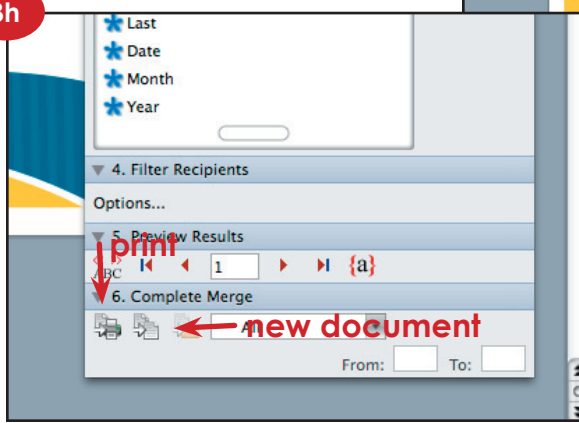 3h
Last
Date
Month
Year
4. Filter Recipients
Options...
5. Preview Results
print
ABC 1 {a}
6. Complete Merge
new document
From: To: